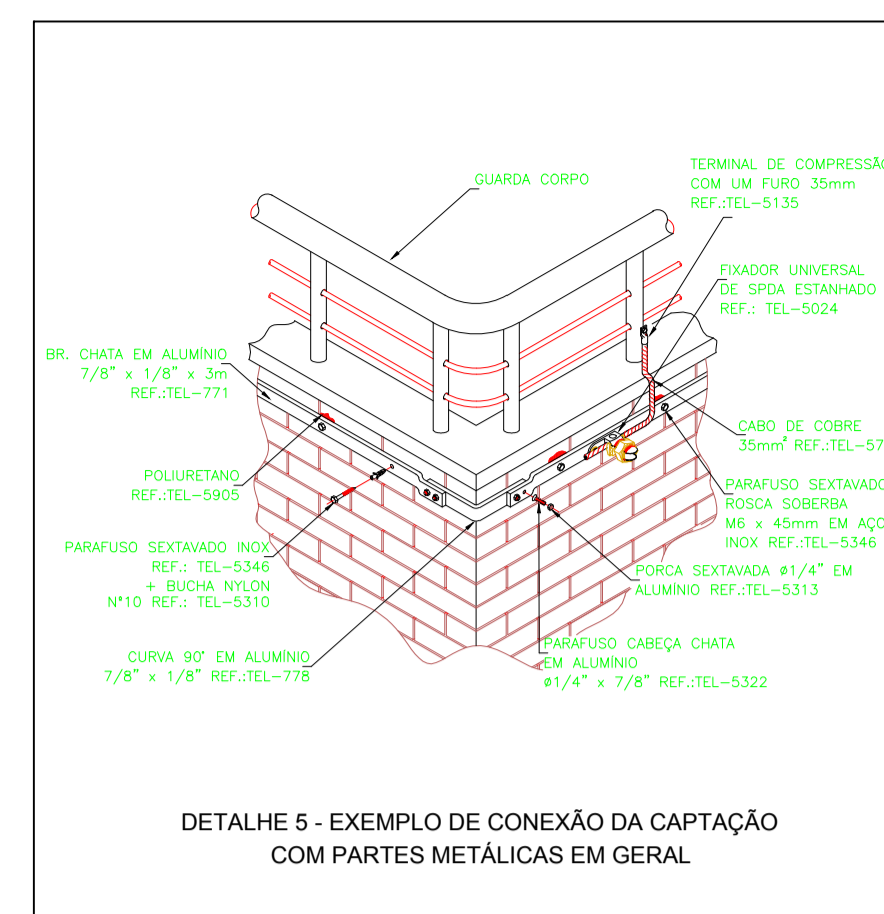 GUARDA CORPO
TERMINAL DE COMPRESSÃO
COM UM FURO 35mm
REF.:TEL-5135
FIXADOR UNIVERSAL
DE SPDA ESTANHADO
REF.: TEL-5024
BR. CHATA EM ALUMÍNIO
7/8" x 1/8" x 3m
REF.:TEL-771
CABO DE COBRE
35mm² REF.:TEL-57
POLIURETANO
REF.:TEL-5905
PARAFUSO SEXTAVADO
ROSCA SOBERBA
M6 x 45mm EM AÇO
INOX REF.:TEL-5346
PARAFUSO SEXTAVADO INOX
REF.: TEL-5346
+ BUCHA NYLON
N°10 REF.: TEL-5310
PORCA SEXTAVADA ø1/4" EM
ALUMÍNIO REF.:TEL-5313
PARAFUSO CABEÇA CHATA
EM ALUMÍNIO
ø1/4" x 7/8" REF.:TEL-5322
CURVA 90° EM ALUMÍNIO
7/8" x 1/8" REF.:TEL-778
DETALHE 5 - EXEMPLO DE CONEXÃO DA CAPTAÇÃO
COM PARTES METÁLICAS EM GERAL